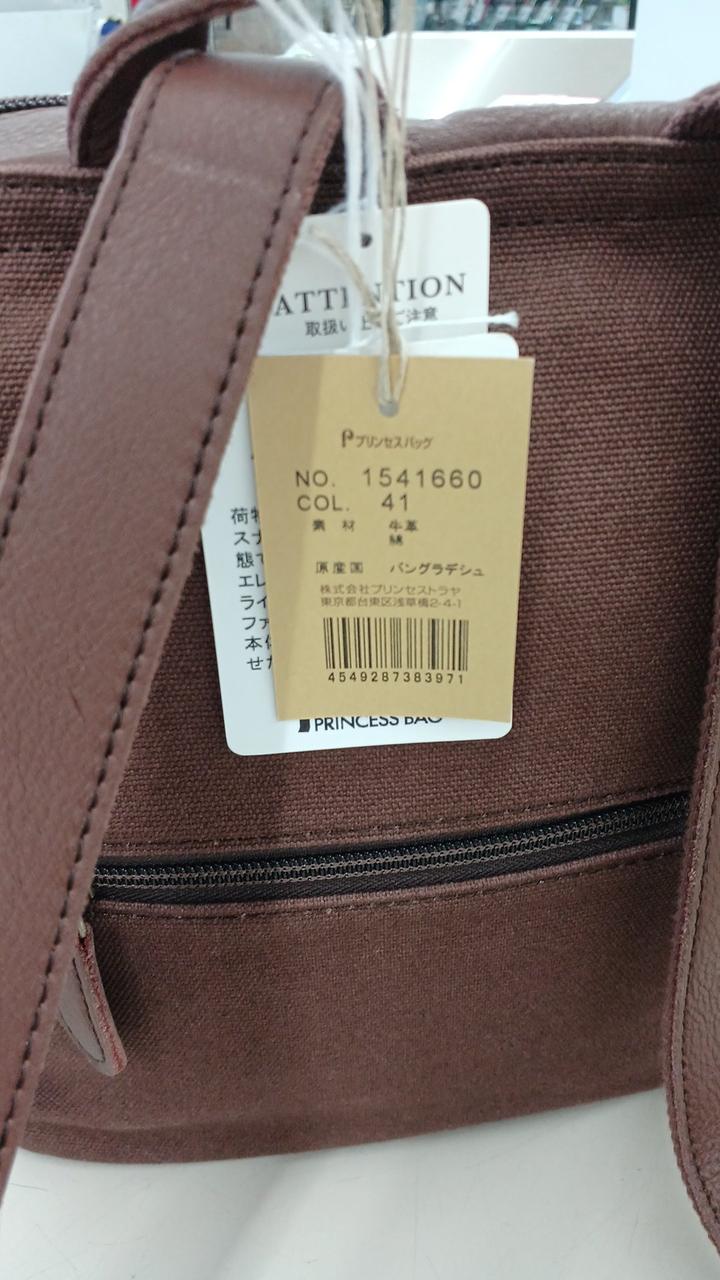 ATTENTION
取扱い上のご注意
プリンセスバッグ
NO. 1541660
COL. 41
素 材 牛革
綿
原産国 バングラデシュ
株式会社プリンセストラヤ
東京都台東区浅草橋2-4-1
4549287383971
荷物
スナ
態で
エレ
ライ
ファ
本体
せた
PRINCESS BAG